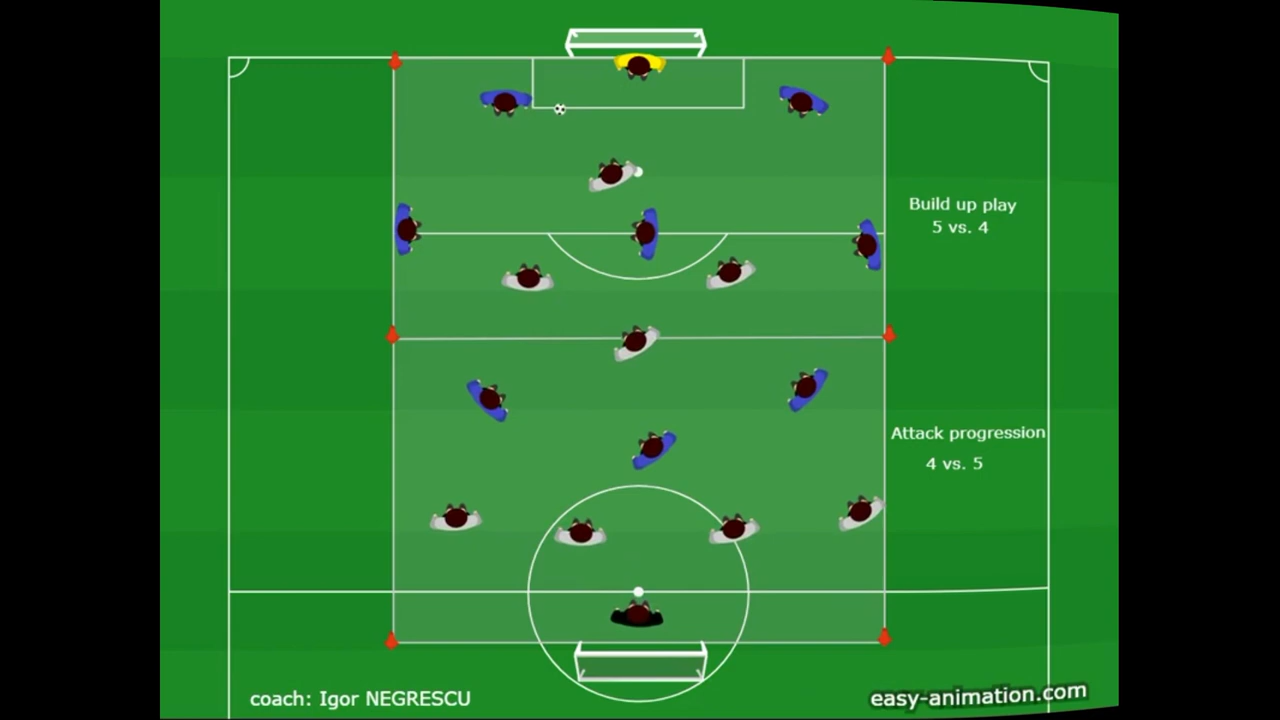 Build up play
5 vs. 4
Attack progression
4 vs. 5
coach: Igor NEGRESCU
easy-animation.com